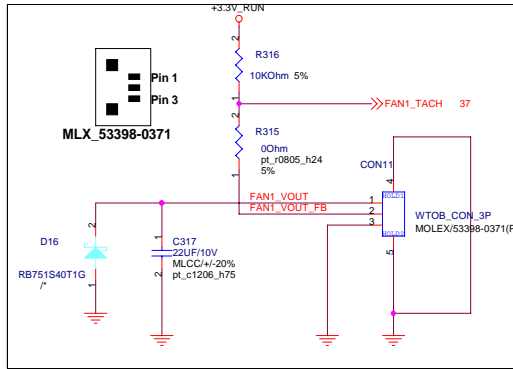 +3.3V_RUN
2
R316
10KOhm 5%
1
Pin 1
Pin 3
MLX_53398-0371
FAN1_TACH 37
2
R315
0Ohm
pt_r0805_h24
5%
1
CON11
4
FAN1_VOUT
FAN1_VOUT_FB
1
2
3
HOLD1
HOLD2
5
WTOB_CON_3P
MOLEX/53398-0371(P
2
D16
RB751S40T1G
/*
1
1
C317
22UF/10V
MLCC/+/-20%
pt_c1206_h75
2